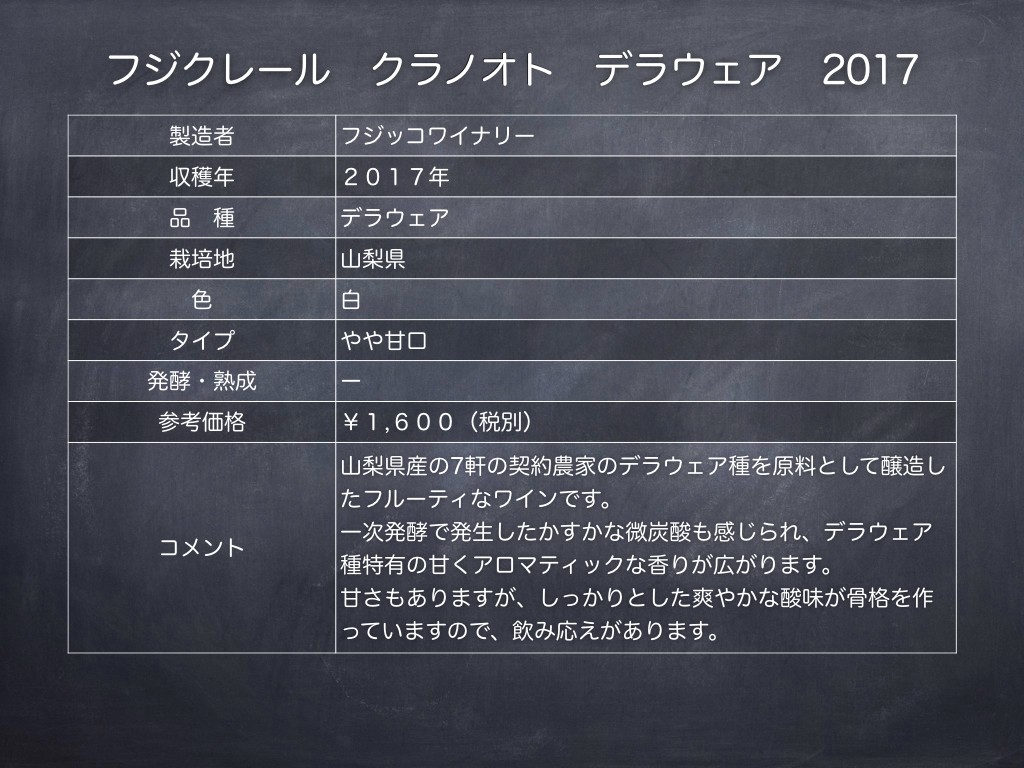 フジクレール　クラノオト　デラウェア　2017
製造者 フジッコワイナリー
収穫年 ２０１７年
品　種 デラウェア
栽培地 山梨県
色 白
タイプ やや甘口
発酵・熟成 ー
参考価格 ￥１,６００（税別）
コメント
山梨県産の7軒の契約農家のデラウェア種を原料として醸造し
たフルーティなワインです。
一次発酵で発生したかすかな微炭酸も感じられ、デラウェア
種特有の甘くアロマティックな香りが広がります。
甘さもありますが、しっかりとした爽やかな酸味が骨格を作
っていますので、飲み応えがあります。